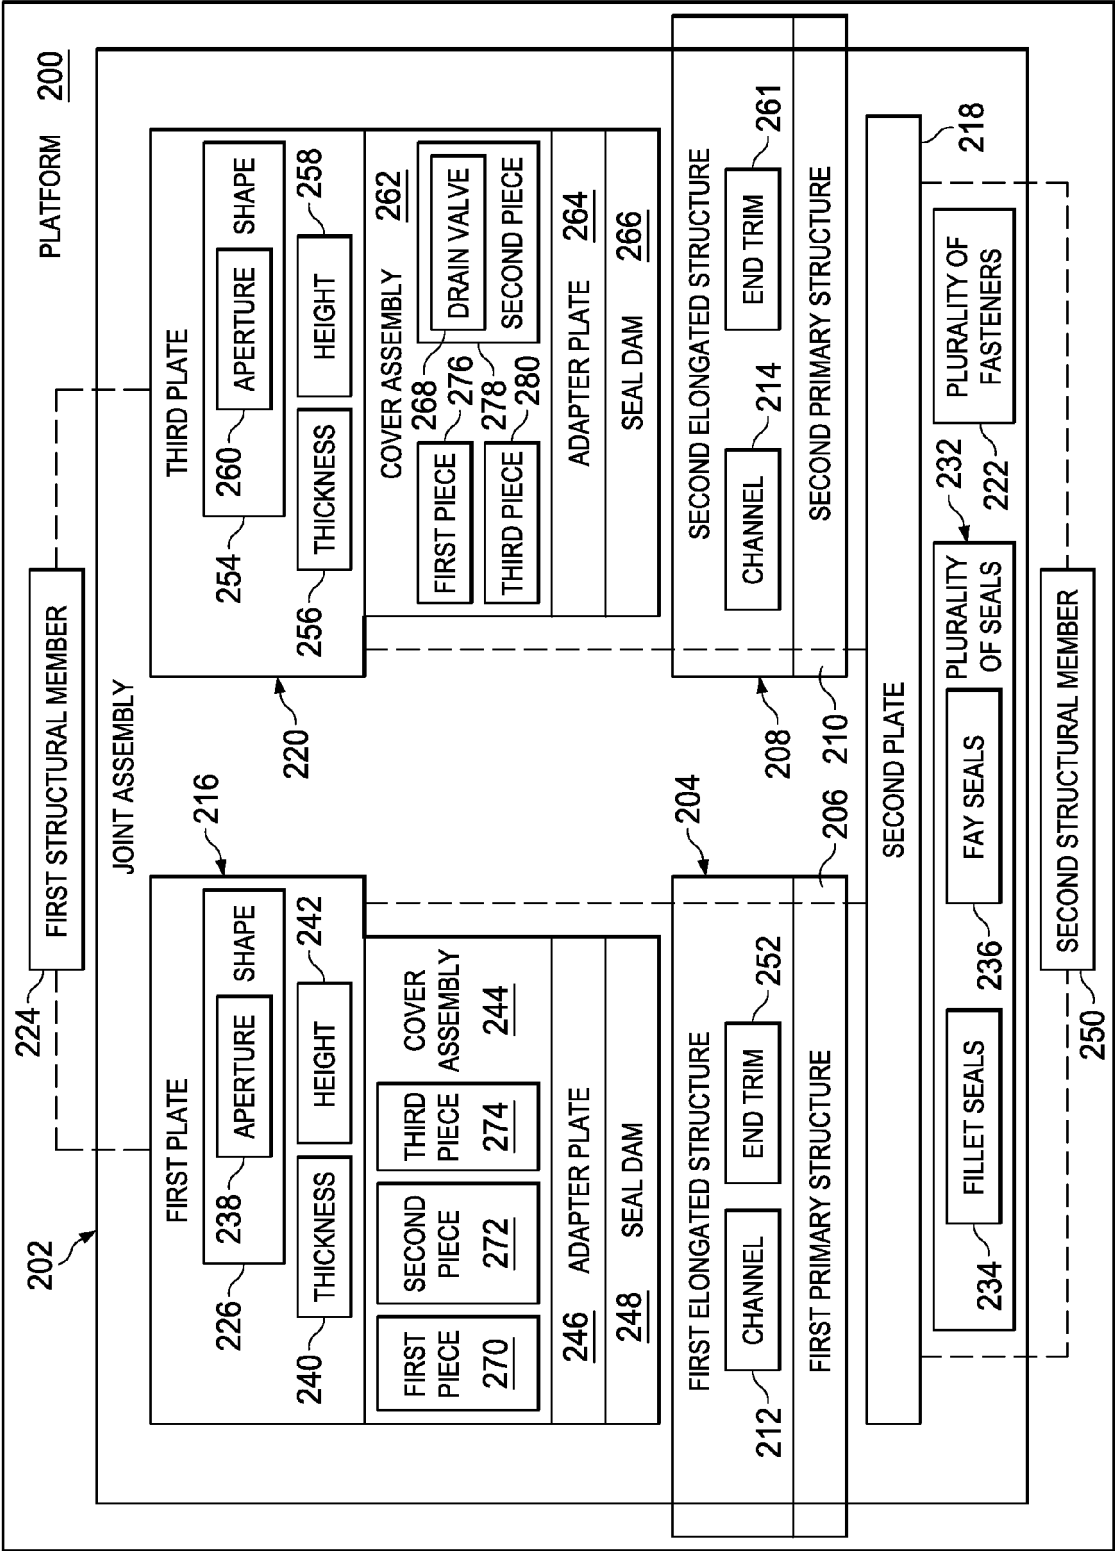 PLATFORM 200
224
FIRST STRUCTURAL MEMBER
202
JOINT ASSEMBLY
FIRST PLATE
216
226
238
APERTURE
SHAPE
240
THICKNESS
HEIGHT
242
FIRST
PIECE
270
SECOND
PIECE
272
THIRD
PIECE
274
COVER
ASSEMBLY
244
246
ADAPTER PLATE
248
SEAL DAM
220
THIRD PLATE
254
260
APERTURE
SHAPE
256
THICKNESS
HEIGHT
258
COVER ASSEMBLY 262
268
276
FIRST PIECE
DRAIN VALVE
278
280
THIRD PIECE
SECOND PIECE
ADAPTER PLATE 264
SEAL DAM 266
204
FIRST ELONGATED STRUCTURE
212
CHANNEL
END TRIM
252
FIRST PRIMARY STRUCTURE
206
208
SECOND ELONGATED STRUCTURE
CHANNEL
214
END TRIM
261
210
SECOND PRIMARY STRUCTURE
SECOND PLATE
218
234
FILLET SEALS
236
FAY SEALS
PLURALITY
OF SEALS
232
222
PLURALITY OF
FASTENERS
250
SECOND STRUCTURAL MEMBER